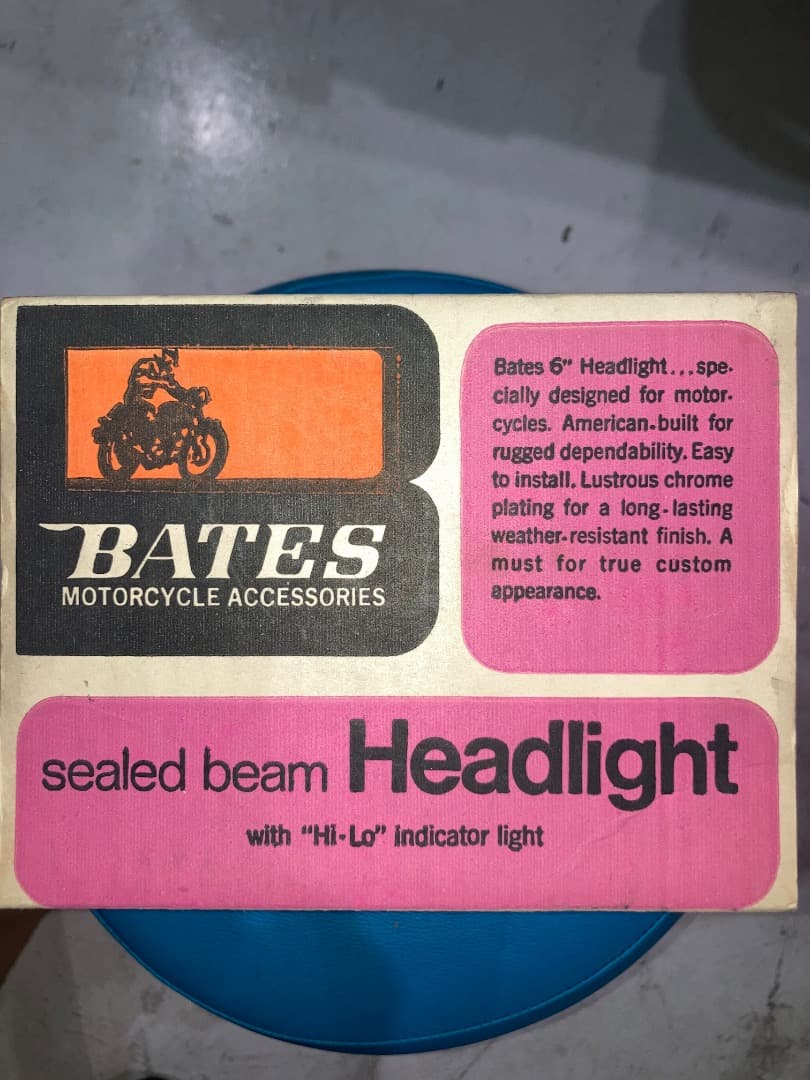 BATES
MOTORCYCLE ACCESSORIES
Bates 6" Headlight...spe-
cially designed for motor-
cycles. American-built for
rugged dependability. Easy
to install. Lustrous chrome
plating for a long-lasting
weather-resistant finish. A
must for true custom
appearance.
sealed beam Headlight
with "Hi-Lo" indicator light